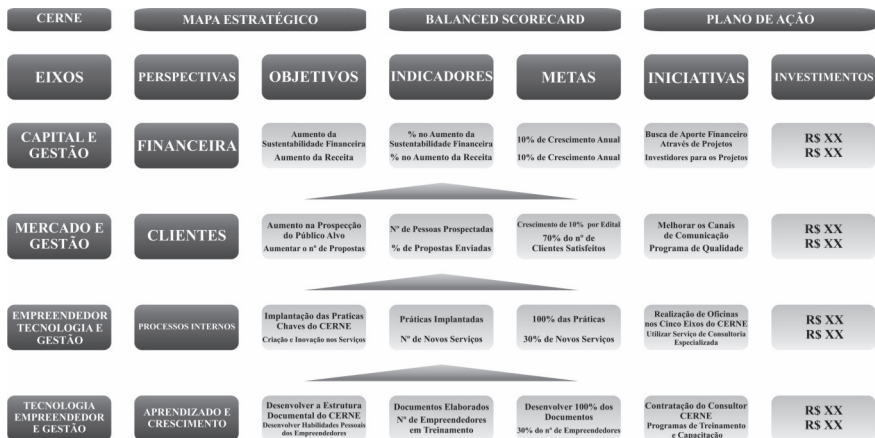 CERNE
MAPA ESTRATÉGICO
BALANCED SCORECARD
PLANO DE AÇÃO
EIXOS
PERSPECTIVAS
OBJETIVOS
INDICADORES
METAS
INICIATIVAS
INVESTIMENTOS
CAPITAL E
GESTÃO
FINANCEIRA
Aumento da
Sustentabilidade Financeira
Aumento da Receita
% no Aumento da
Sustentabilidade Financeira
% no Aumento da Receita
10% de Crescimento Anual
10% de Crescimento Anual
Busca de Aporte Financeiro
Através de Projetos
Investidores para os Projetos
R$ XX
R$ XX
MERCADO E
GESTÃO
CLIENTES
Aumento na Prospecção
do Público Alvo
Aumentar o nº de Propostas
Nº de Pessoas Prospectadas
% de Propostas Enviadas
Crescimento de 10% por Edital
70% do nº de
Clientes Satisfeitos
Melhorar os Canais
de Comunicação
Programa de Qualidade
R$ XX
R$ XX
EMPREENDEDOR
TECNOLOGIA E
GESTÃO
PROCESSOS INTERNOS
Implantação das Praticas
Chaves do CERNE
Criação e Inovação nos Serviços
Práticas Implantadas
Nº de Novos Serviços
100% das Práticas
30% de Novos Serviços
Realização de Oficinas
nos Cinco Eixos do CERNE
Utilizar Serviço de Consultoria
Especializada
R$ XX
R$ XX
TECNOLOGIA
EMPREENDEDOR
E GESTÃO
APRENDIZADO E
CRESCIMENTO
Desenvolver a Estrutura
Documental do CERNE
Desenvolver Habilidades Pessoais
dos Empreendedores
Documentos Elaborados
Nº de Empreendedores
em Treinamento
Desenvolver 100% dos
Documentos
30% do nº de Empreendedores
Contratação do Consultor
CERNE
Programas de Treinamento
e Capacitação
R$ XX
R$ XX